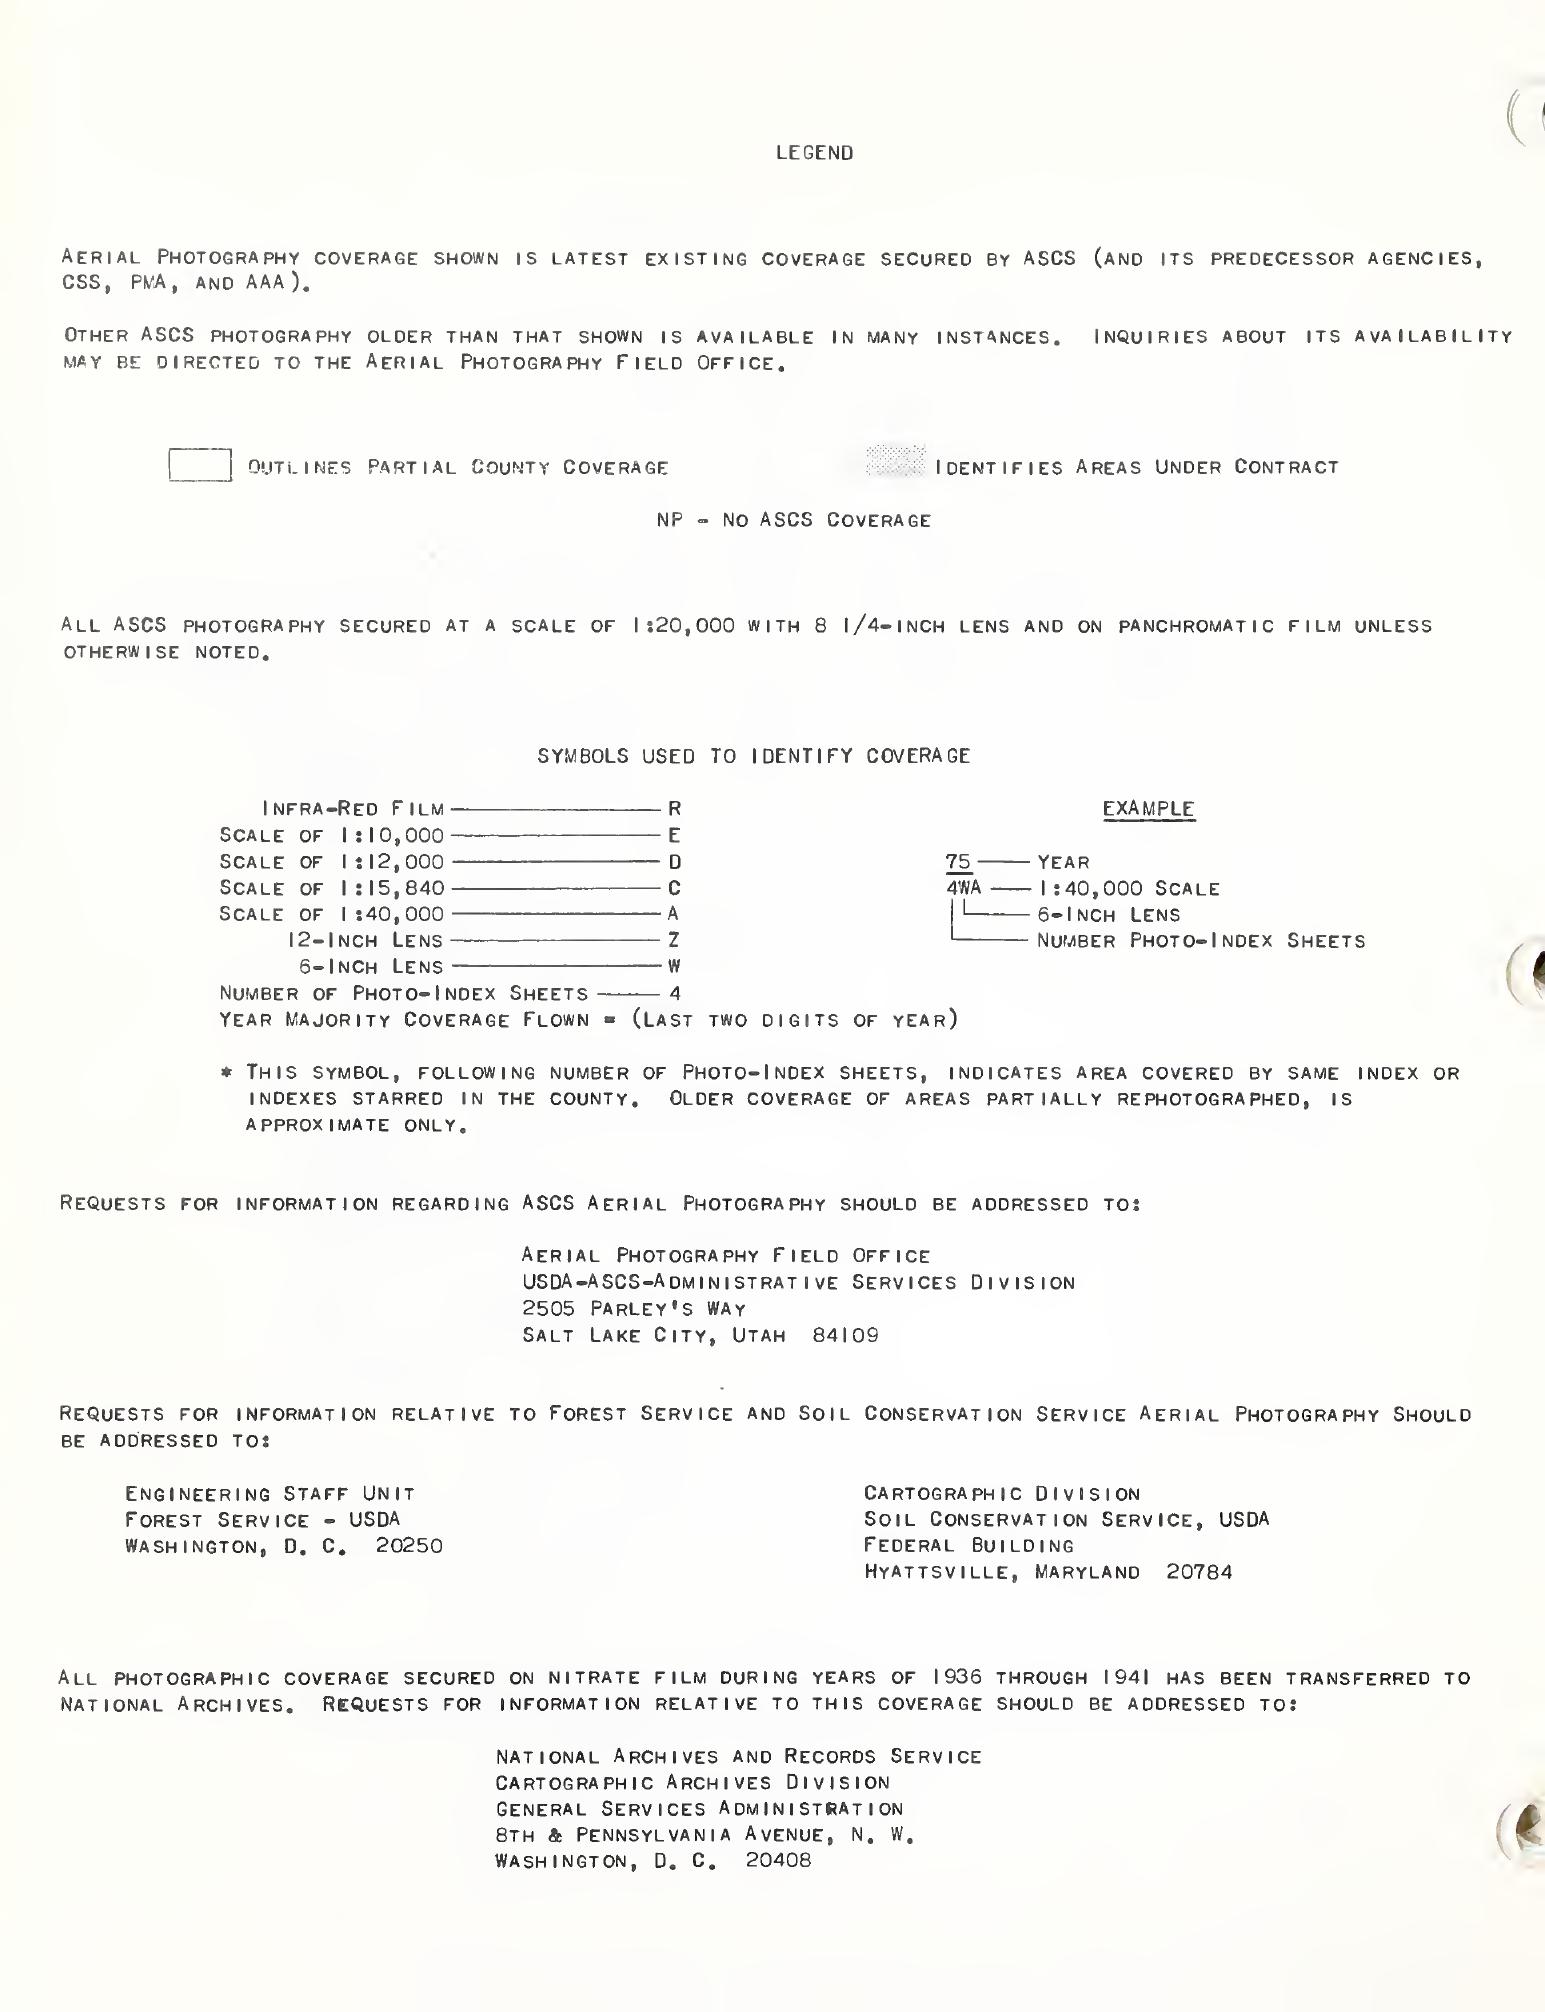 LEGEND
AERIAL PHOTOGRAPHY COVERAGE SHOWN IS LATEST EXISTING COVERAGE SECURED BY ASCS (AND ITS PREDECESSOR AGENCIES,
CSS, PMA, AND AAA).
OTHER ASCS PHOTOGRAPHY OLDER THAN THAT SHOWN IS AVAILABLE IN MANY INSTANCES. INQUIRIES ABOUT ITS AVAILABILITY
MAY BE DIRECTED TO THE AERIAL PHOTOGRAPHY FIELD OFFICE.
OUTLINES PARTIAL COUNTY COVERAGE IDENTIFIES AREAS UNDER CONTRACT
NP - NO ASCS COVERAGE
ALL ASCS PHOTOGRAPHY SECURED AT A SCALE OF 1:20,000 WITH 8 1/4-INCH LENS AND ON PANCHROMATIC FILM UNLESS
OTHERWISE NOTED.
SYMBOLS USED TO IDENTIFY COVERAGE
INFRA-RED FILM R
SCALE OF 1:10,000 E
SCALE OF 1:12,000 D
SCALE OF 1:15,840 C
SCALE OF 1:40,000 A
12-INCH LENS Z
6-INCH LENS W
NUMBER OF PHOTO-INDEX SHEETS 4
YEAR MAJORITY COVERAGE FLOWN = (LAST TWO DIGITS OF YEAR)
EXAMPLE
75 YEAR
4WA 1:40,000 SCALE
6-INCH LENS
NUMBER PHOTO-INDEX SHEETS
* THIS SYMBOL, FOLLOWING NUMBER OF PHOTO-INDEX SHEETS, INDICATES AREA COVERED BY SAME INDEX OR
INDEXES STARRED IN THE COUNTY. OLDER COVERAGE OF AREAS PARTIALLY REPHOTOGRAPHED, IS
APPROXIMATE ONLY.
REQUESTS FOR INFORMATION REGARDING ASCS AERIAL PHOTOGRAPHY SHOULD BE ADDRESSED TO:
AERIAL PHOTOGRAPHY FIELD OFFICE
USDA-ASCS-ADMINISTRATIVE SERVICES DIVISION
2505 PARLEY'S WAY
SALT LAKE CITY, UTAH 84109
REQUESTS FOR INFORMATION RELATIVE TO FOREST SERVICE AND SOIL CONSERVATION SERVICE AERIAL PHOTOGRAPHY SHOULD
BE ADDRESSED TO:
ENGINEERING STAFF UNIT
FOREST SERVICE - USDA
WASHINGTON, D. C. 20250
CARTOGRAPHIC DIVISION
SOIL CONSERVATION SERVICE, USDA
FEDERAL BUILDING
HYATTSVILLE, MARYLAND 20784
ALL PHOTOGRAPHIC COVERAGE SECURED ON NITRATE FILM DURING YEARS OF 1936 THROUGH 1941 HAS BEEN TRANSFERRED TO
NATIONAL ARCHIVES. REQUESTS FOR INFORMATION RELATIVE TO THIS COVERAGE SHOULD BE ADDRESSED TO:
NATIONAL ARCHIVES AND RECORDS SERVICE
CARTOGRAPHIC ARCHIVES DIVISION
GENERAL SERVICES ADMINISTRATION
8TH & PENNSYLVANIA AVENUE, N. W.
WASHINGTON, D. C. 20408